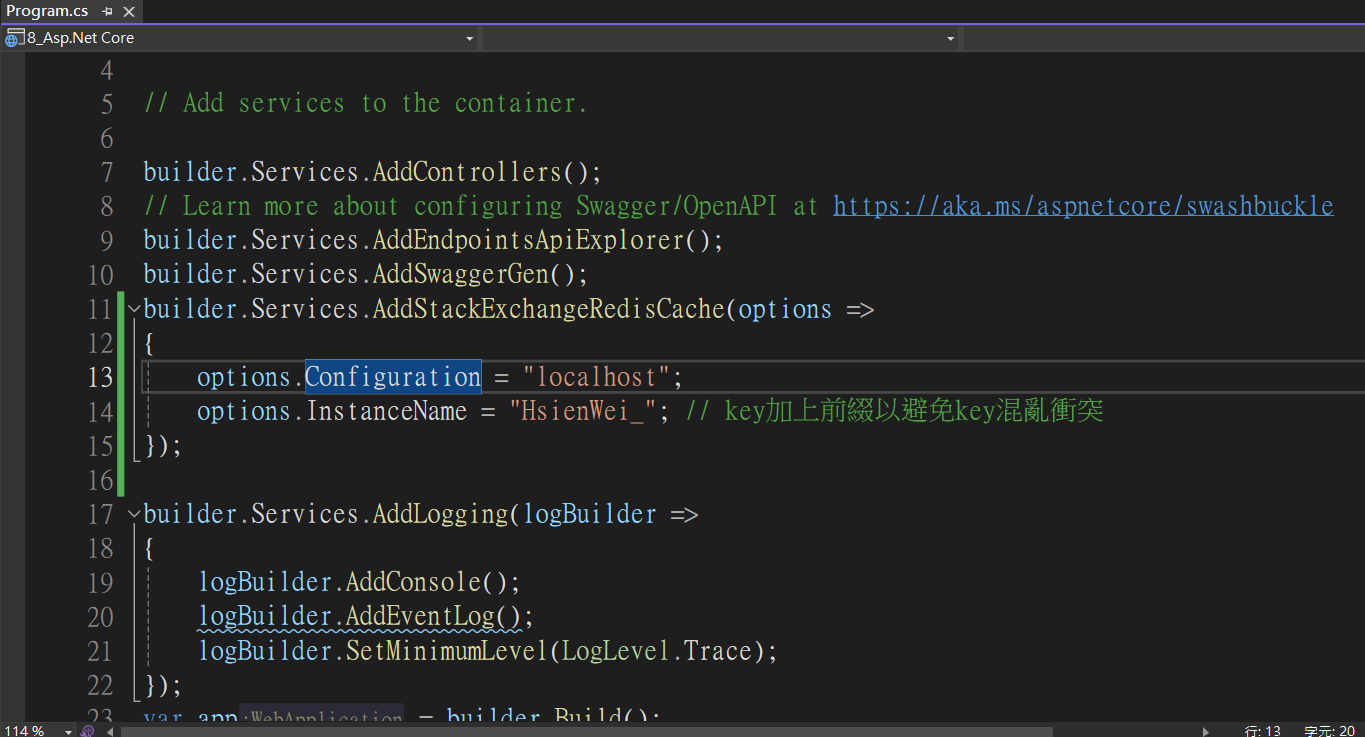 Program.cs
8_Asp.Net Core
4
5 // Add services to the container.
6
7 builder.Services.AddControllers();
8 // Learn more about configuring Swagger/OpenAPI at https://aka.ms/aspnetcore/swashbuckle
9 builder.Services.AddEndpointsApiExplorer();
10 builder.Services.AddSwaggerGen();
11 builder.Services.AddStackExchangeRedisCache(options =>
12 {
13 options.Configuration = "localhost";
14 options.InstanceName = "HsienWei_"; // key加上前綴以避免key混亂衝突
15 });
16
17 builder.Services.AddLogging(logBuilder =>
18 {
19 logBuilder.AddConsole();
20 logBuilder.AddEventLog();
21 logBuilder.SetMinimumLevel(LogLevel.Trace);
22 });
23 var app:WebApplication = builder.Build();
114 % 行: 13 字元: 20